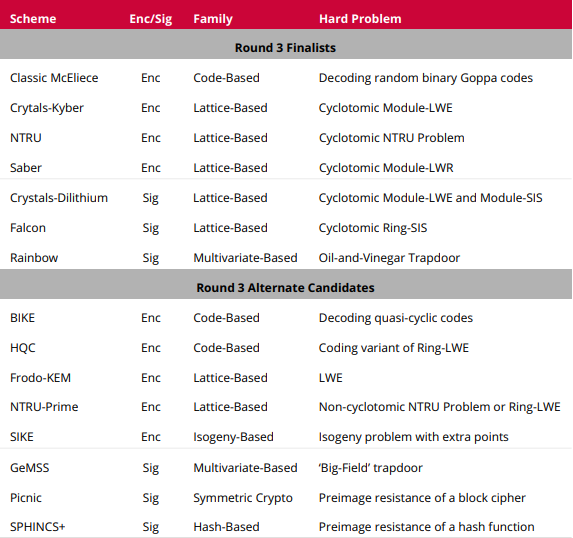 Scheme Enc/Sig Family Hard Problem
Round 3 Finalists
Classic McEliece Enc Code-Based Decoding random binary Goppa codes
Crytals-Kyber Enc Lattice-Based Cyclotomic Module-LWE
NTRU Enc Lattice-Based Cyclotomic NTRU Problem
Saber Enc Lattice-Based Cyclotomic Module-LWR
Crystals-Dilithium Sig Lattice-Based Cyclotomic Module-LWE and Module-SIS
Falcon Sig Lattice-Based Cyclotomic Ring-SIS
Rainbow Sig Multivariate-Based Oil-and-Vinegar Trapdoor
Round 3 Alternate Candidates
BIKE Enc Code-Based Decoding quasi-cyclic codes
HQC Enc Code-Based Coding variant of Ring-LWE
Frodo-KEM Enc Lattice-Based LWE
NTRU-Prime Enc Lattice-Based Non-cyclotomic NTRU Problem or Ring-LWE
SIKE Enc Isogeny-Based Isogeny problem with extra points
GeMSS Sig Multivariate-Based ‘Big-Field’ trapdoor
Picnic Sig Symmetric Crypto Preimage resistance of a block cipher
SPHINCS+ Sig Hash-Based Preimage resistance of a hash function